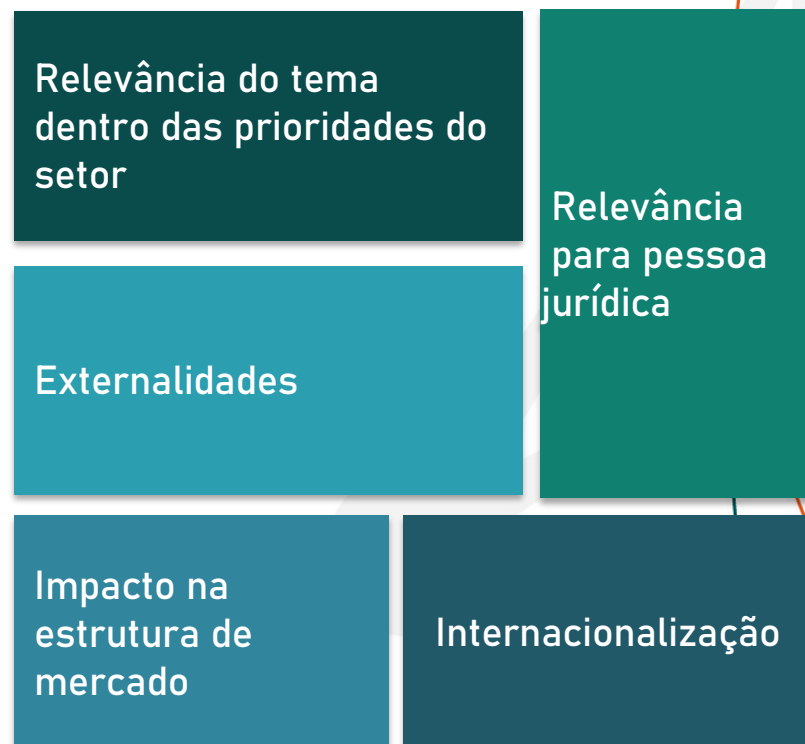 Relevância do tema
dentro das prioridades do
setor
Relevância
para pessoa
jurídica
Externalidades
Impacto na
estrutura de
mercado
Internacionalização